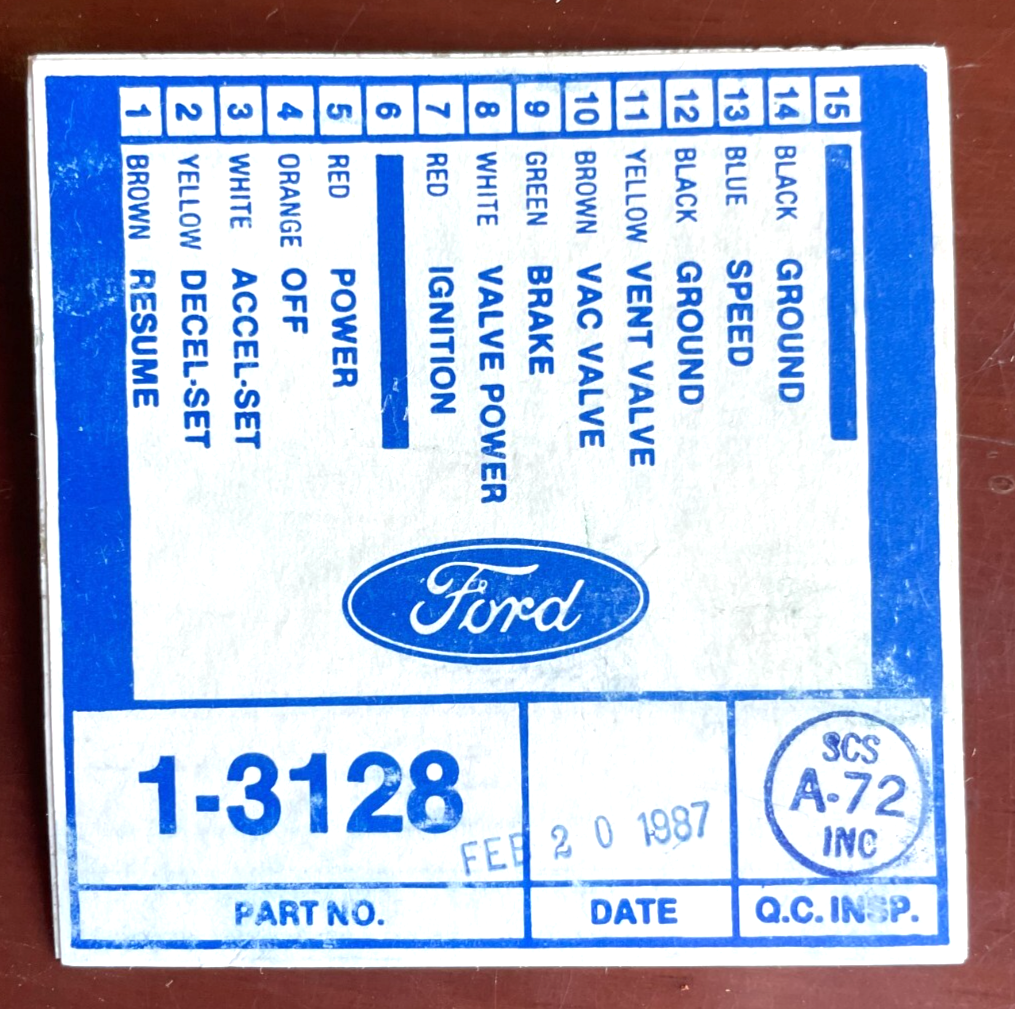 1 BROWN RESUME
2 YELLOW DECEL-SET
3 WHITE ACCEL-SET
4 ORANGE OFF
5 RED POWER
6
7 RED IGNITION
8 WHITE VALVE POWER
9 GREEN BRAKE
10 BROWN VAC VALVE
11 YELLOW VENT VALVE
12 BLACK GROUND
13 BLUE SPEED
14 BLACK GROUND
15
Ford
1-3128
PART NO.
FEB 20 1987
DATE
SCS
A-72
INC
Q.C. INSP.